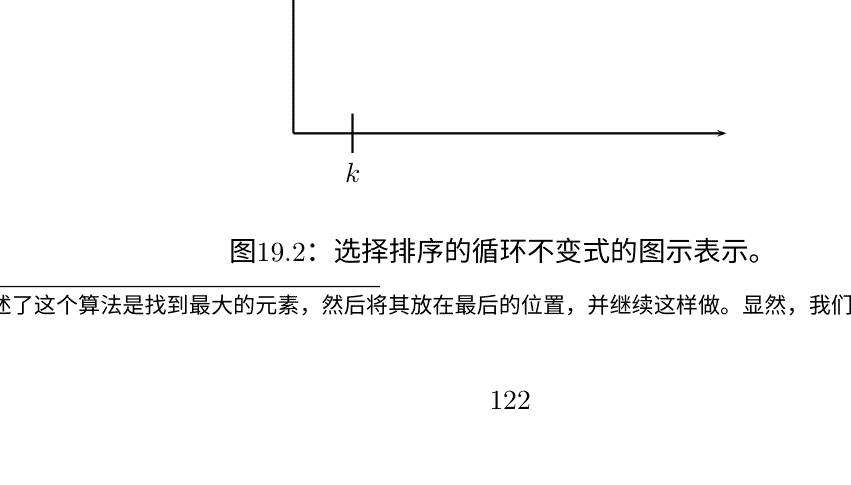 k
图19.2：选择排序的循环不变式的图示表示。
述了这个算法是找到最大的元素，然后将其放在最后的位置，并继续这样做。显然，我们
122